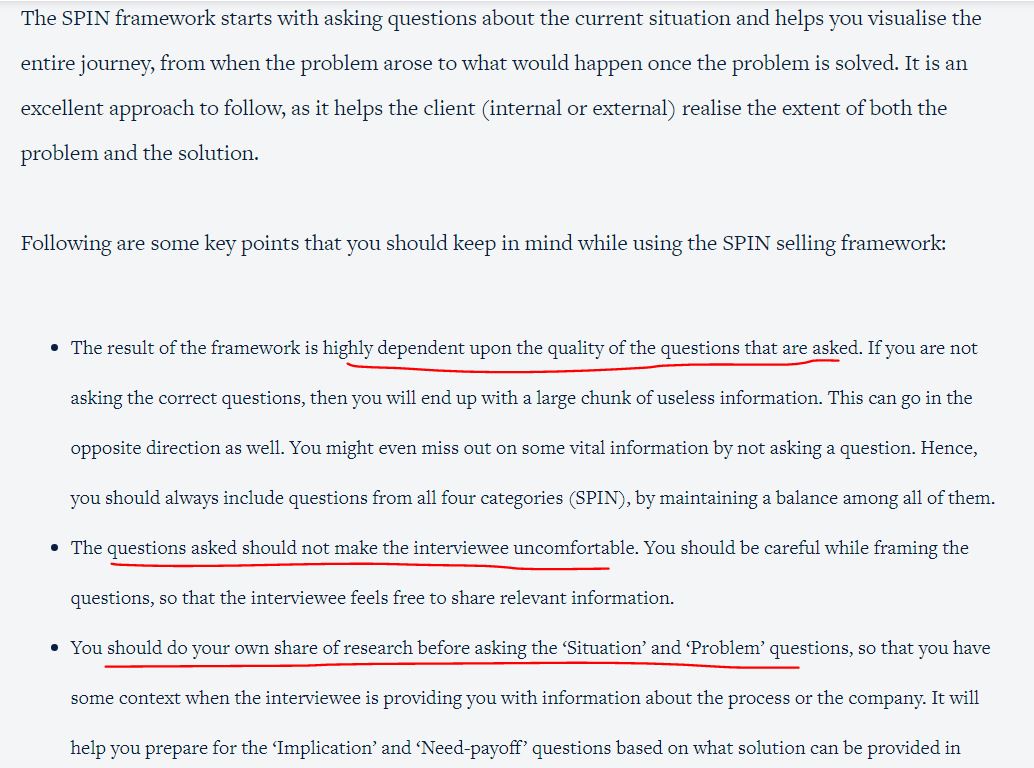 The SPIN framework starts with asking questions about the current situation and helps you visualise the
entire journey, from when the problem arose to what would happen once the problem is solved. It is an
excellent approach to follow, as it helps the client (internal or external) realise the extent of both the
problem and the solution.
Following are some key points that you should keep in mind while using the SPIN selling framework:
• The result of the framework is highly dependent upon the quality of the questions that are asked. If you are not
asking the correct questions, then you will end up with a large chunk of useless information. This can go in the
opposite direction as well. You might even miss out on some vital information by not asking a question. Hence,
you should always include questions from all four categories (SPIN), by maintaining a balance among all of them.
• The questions asked should not make the interviewee uncomfortable. You should be careful while framing the
questions, so that the interviewee feels free to share relevant information.
• You should do your own share of research before asking the ‘Situation’ and ‘Problem’ questions, so that you have
some context when the interviewee is providing you with information about the process or the company. It will
help you prepare for the ‘Implication’ and ‘Need-payoff’ questions based on what solution can be provided in